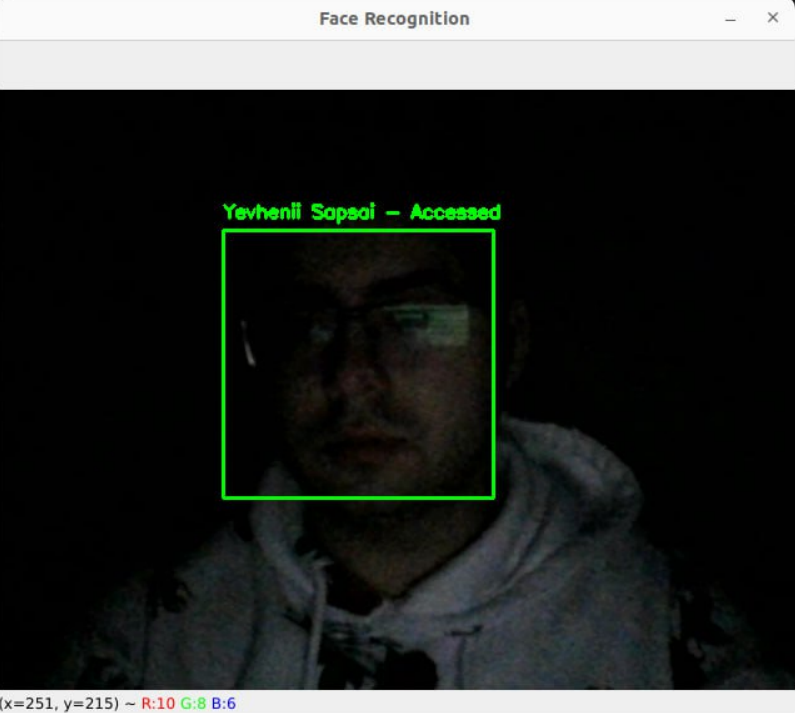 Face Recognition
Yevhenii Sapsai - Accessed
(x=251, y=215) ~ R:10 G:8 B:6